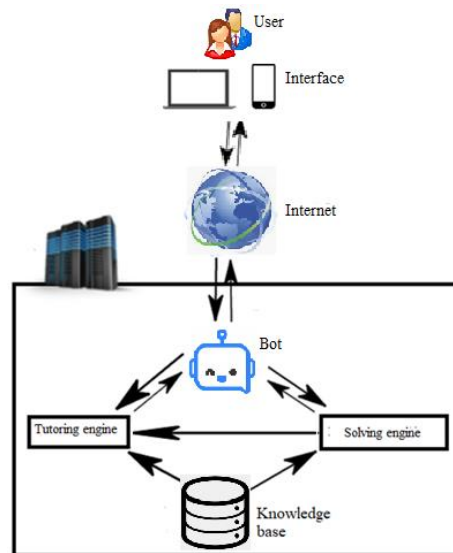 User
Interface
Internet
Bot
Tutoring engine
Solving engine
Knowledge
base